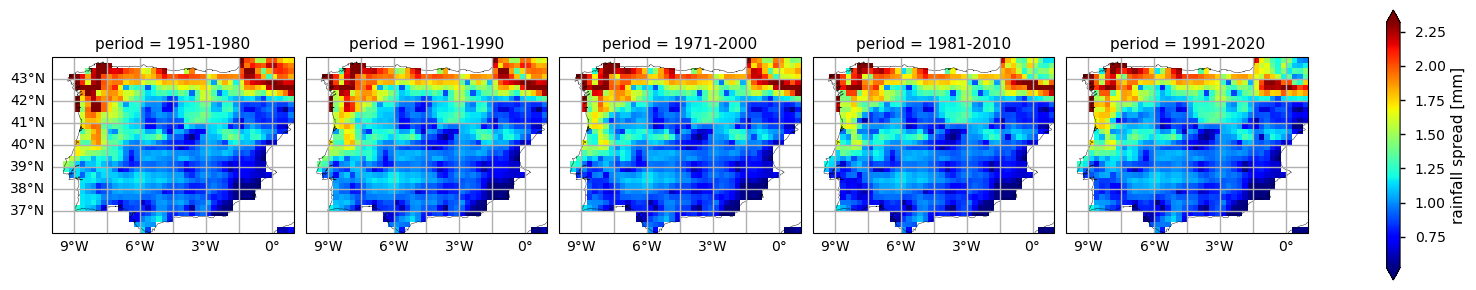 period = 1951-1980
period = 1961-1990
period = 1971-2000
period = 1981-2010
period = 1991-2020
43°N
42°N
41°N
40°N
39°N
38°N
37°N
9°W 6°W 3°W 0°
9°W 6°W 3°W 0°
9°W 6°W 3°W 0°
9°W 6°W 3°W 0°
9°W 6°W 3°W 0°
2.25
2.00
1.75
1.50
1.25
1.00
0.75
rainfall spread [mm]